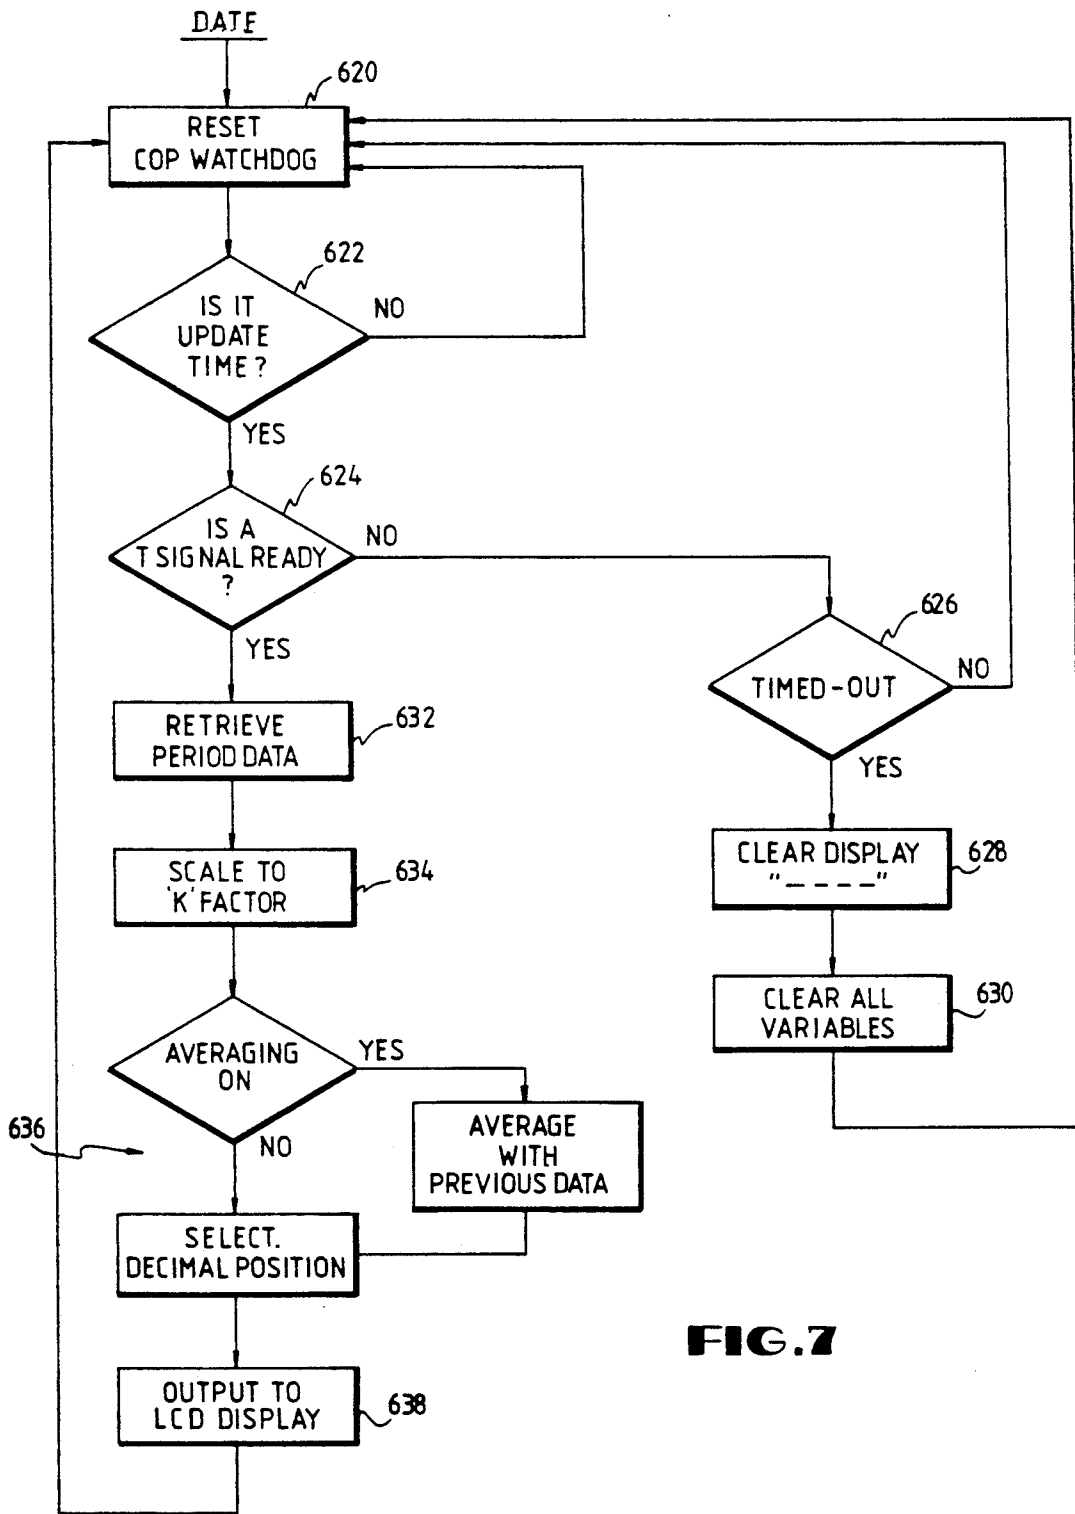 DATE
620
RESET
COP WATCHDOG
622
IS IT
UPDATE
TIME?
NO
YES
624
IS A
T SIGNAL READY
?
NO
YES
626
TIMED-OUT
NO
YES
632
RETRIEVE
PERIOD DATA
628
CLEAR DISPLAY
"– – – –"
634
SCALE TO
'K' FACTOR
630
CLEAR ALL
VARIABLES
AVERAGING
ON
YES
NO
636
AVERAGE
WITH
PREVIOUS DATA
SELECT.
DECIMAL POSITION
638
OUTPUT TO
LCD DISPLAY
FIG.7